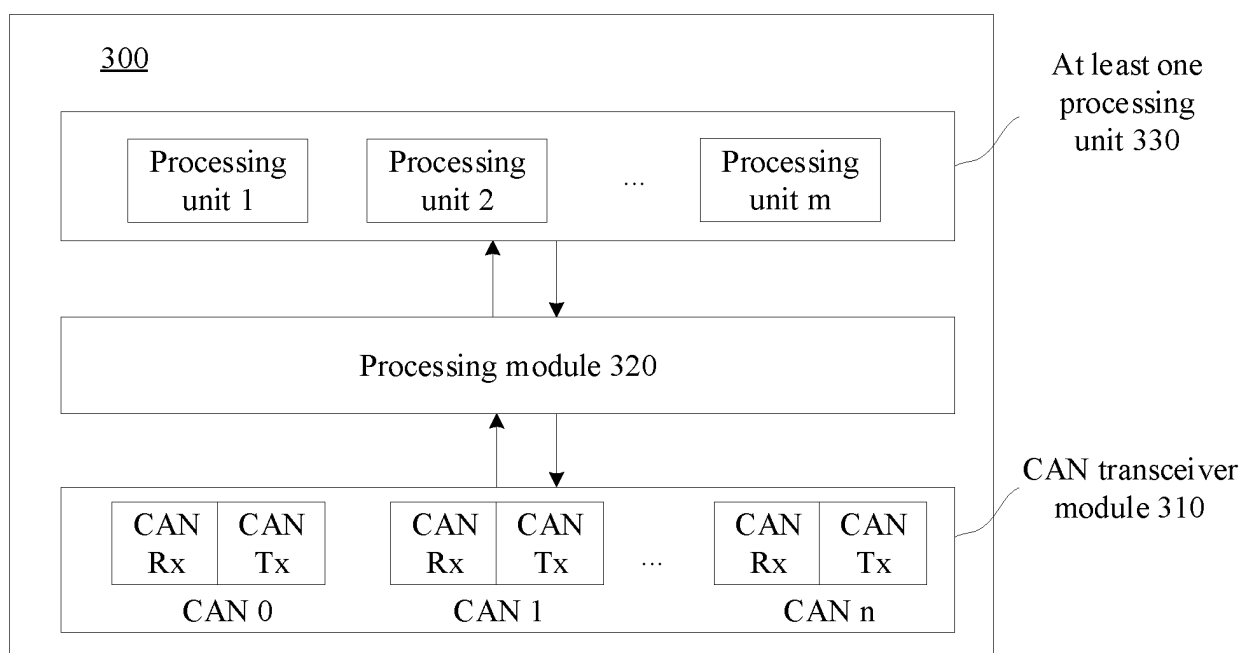 300
At least one
processing
unit 330
Processing
unit 1
Processing
unit 2
...
Processing
unit m
Processing module 320
CAN transceiver
module 310
CAN
Rx
CAN
Tx
CAN
Rx
CAN
Tx
...
CAN
Rx
CAN
Tx
CAN 0
CAN 1
CAN n